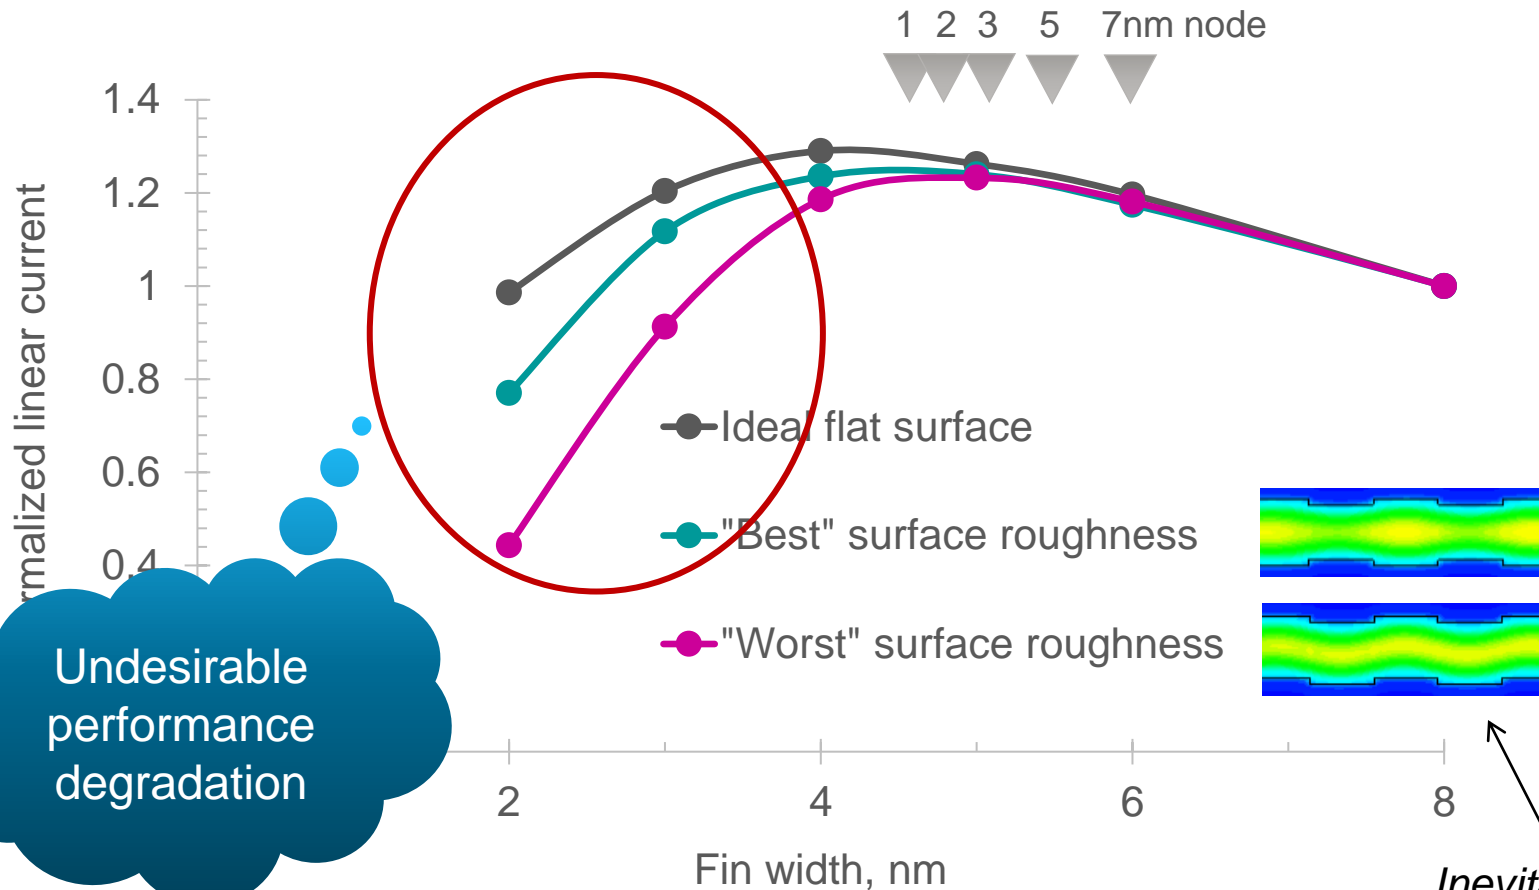 1 2 3 5 7nm node
1.4
1.2
1
0.8
0.6
0.4
rmalized linear current
Ideal flat surface
"Best" surface roughness
"Worst" surface roughness
Undesirable
performance
degradation
2 4 6 8
Fin width, nm
Inevit